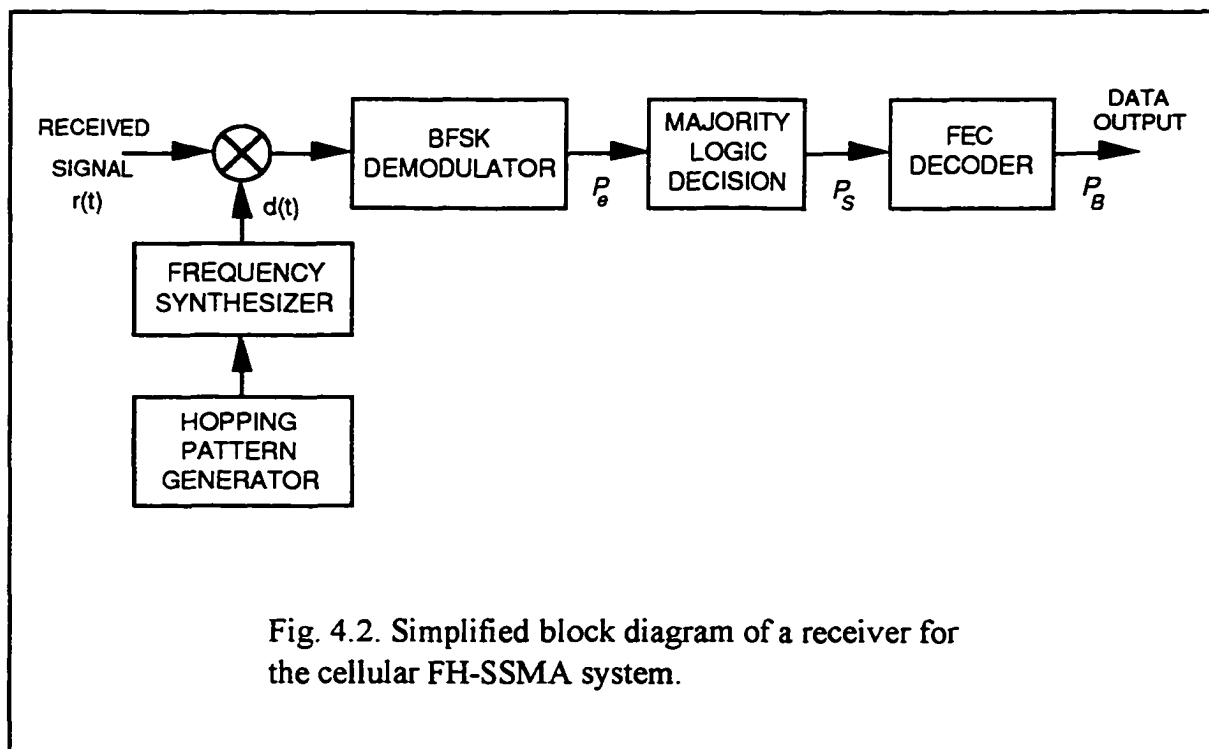 RECEIVED
SIGNAL
r(t)
d(t)
FREQUENCY
SYNTHESIZER
HOPPING
PATTERN
GENERATOR
BFSK
DEMODULATOR
P_e
MAJORITY
LOGIC
DECISION
P_S
FEC
DECODER
P_B
DATA
OUTPUT
Fig. 4.2. Simplified block diagram of a receiver for
the cellular FH-SSMA system.